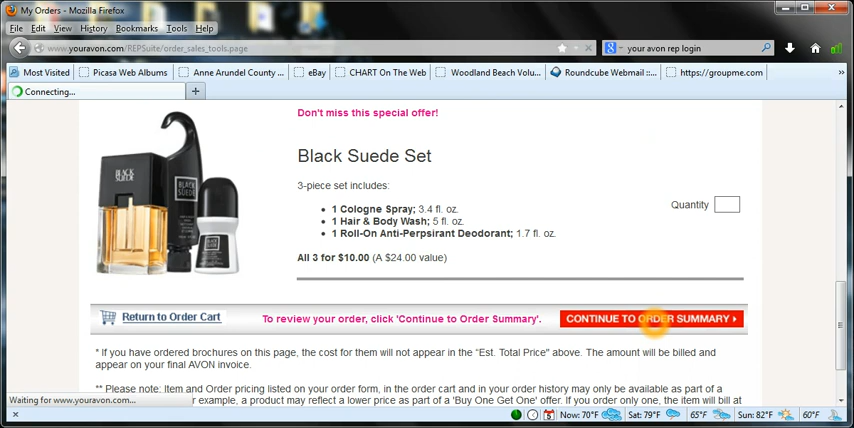 My Orders - Mozilla Firefox
File Edit View History Bookmarks Tools Help
www.youravon.com/REPSuite/order_sales_tools.page
your avon rep login
Most Visited Picasa Web Albums Anne Arundel County ... eBay CHART On The Web Woodland Beach Volu... Roundcube Webmail ::... https://groupme.com »
Connecting... +
Don't miss this special offer!
Black Suede Set
3-piece set includes:
• 1 Cologne Spray; 3.4 fl. oz.
Quantity
• 1 Hair & Body Wash; 5 fl. oz.
• 1 Roll-On Anti-Perspirant Deodorant; 1.7 fl. oz.
All 3 for $10.00 (A $24.00 value)
BLACK
SUEDE
BLACK
SUEDE
Return to Order Cart To review your order, click 'Continue to Order Summary'. CONTINUE TO ORDER SUMMARY
* If you have ordered brochures on this page, the cost for them will not appear in the "Est. Total Price" above. The amount will be billed and
appear on your final AVON invoice.
** Please note: Item and Order pricing listed on your order form, in the order cart and in your order history may only be available as part of a
r example, a product may reflect a lower price as part of a 'Buy One Get One' offer. If you order only one, the item will bill at
Waiting for www.youravon.com...
Now: 70°F Sat: 79°F 65°F Sun: 82°F 60°F